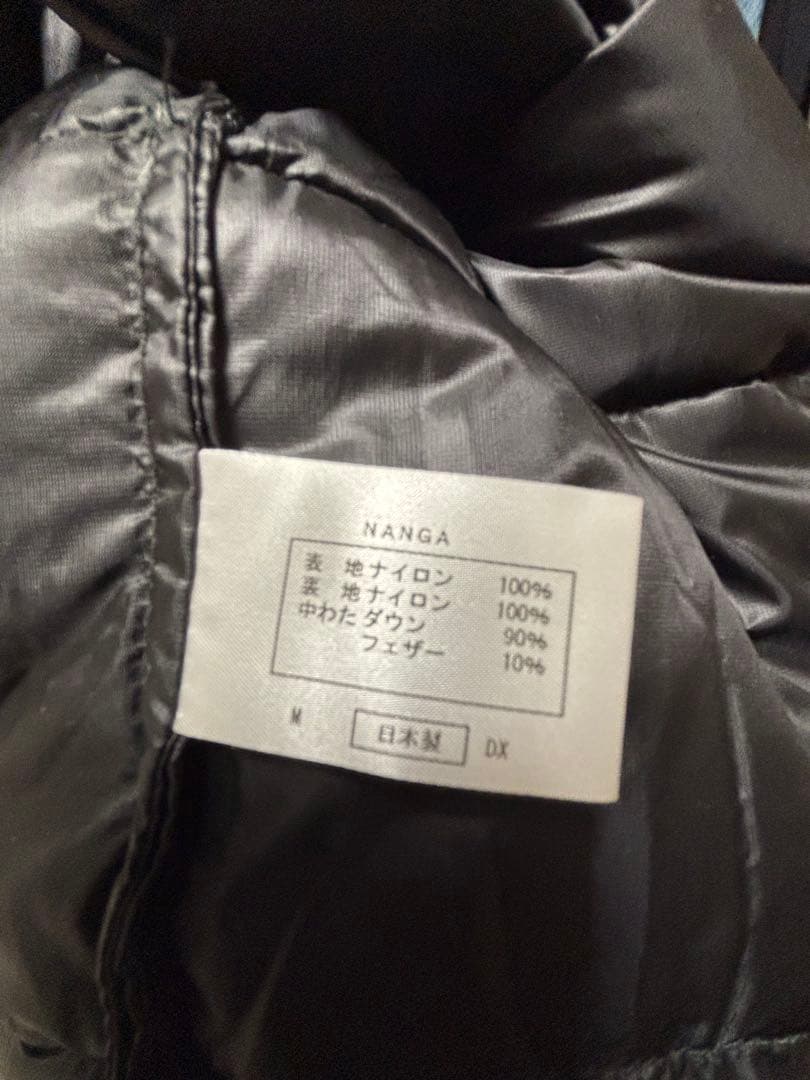 NANGA
表 地 ナイロン 100%
裏 地 ナイロン 100%
中わた ダウン 90%
フェザー 10%
M 日本製 DX